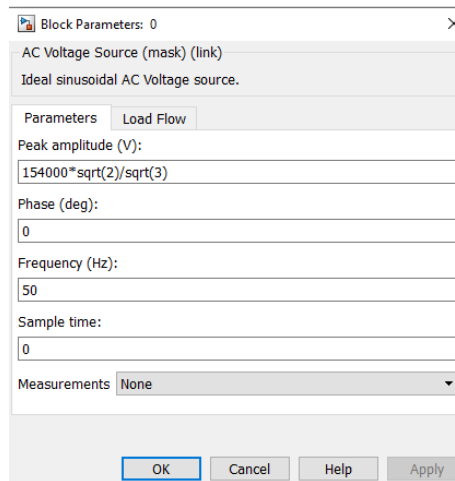 Block Parameters: 0
AC Voltage Source (mask) (link)
Ideal sinusoidal AC Voltage source.
Parameters Load Flow
Peak amplitude (V):
154000*sqrt(2)/sqrt(3)
Phase (deg):
0
Frequency (Hz):
50
Sample time:
0
Measurements None
OK Cancel Help Apply